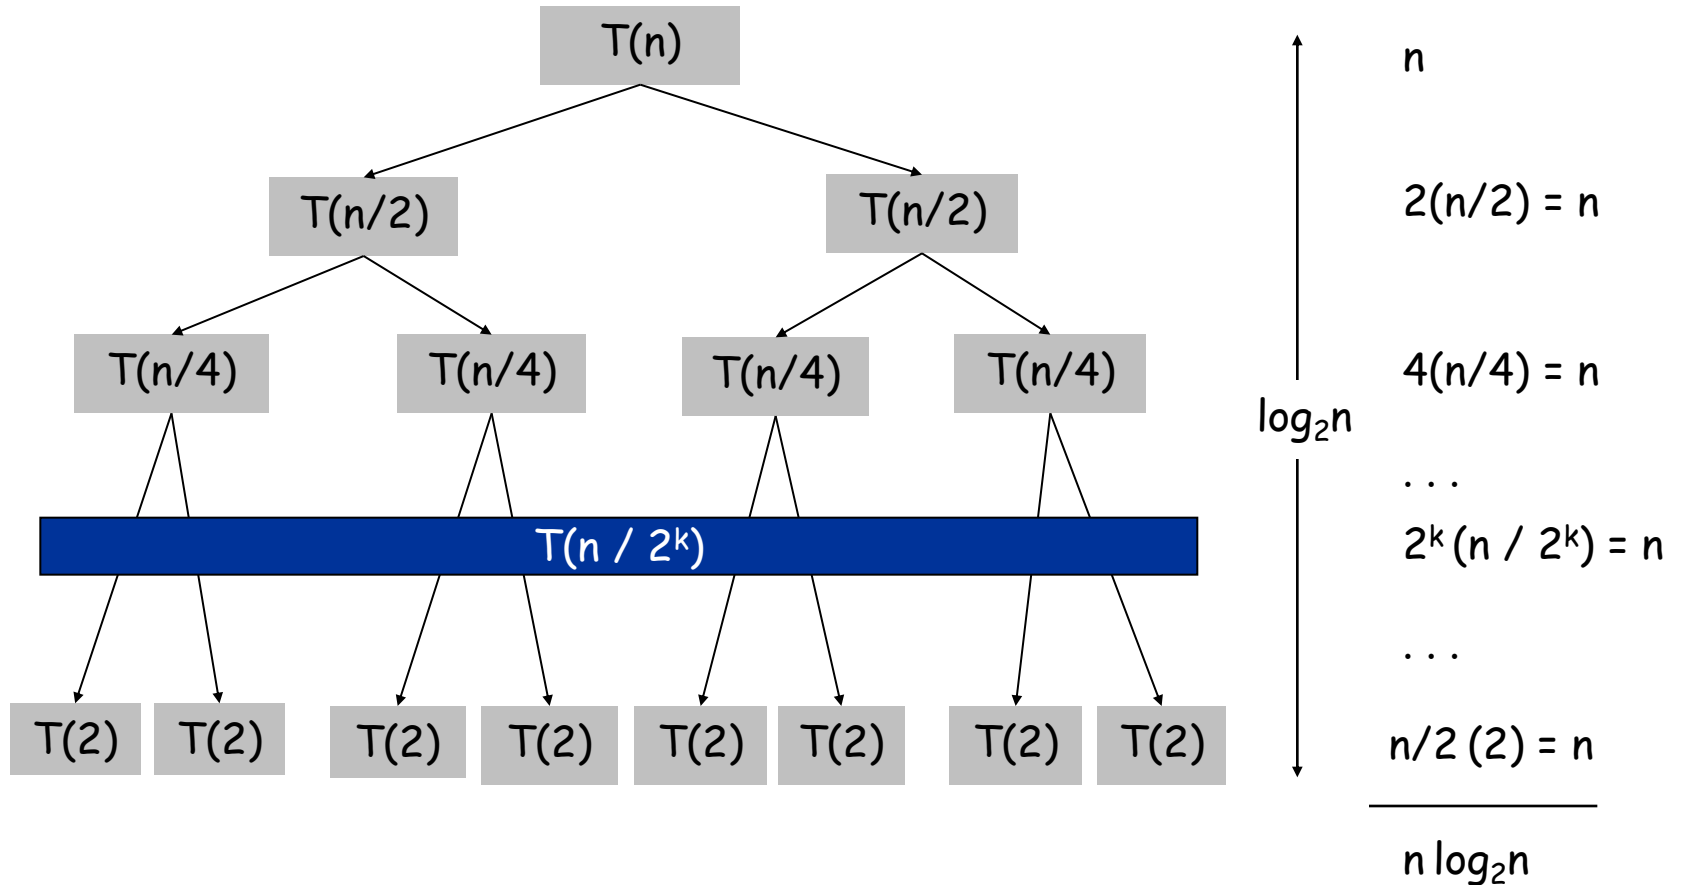 T(n)
n
T(n/2) T(n/2)
2(n/2) = n
T(n/4) T(n/4) T(n/4) T(n/4)
4(n/4) = n
log₂n
. . .
T(n / 2ᵏ)
2ᵏ (n / 2ᵏ) = n
. . .
T(2) T(2) T(2) T(2) T(2) T(2) T(2) T(2)
n/2 (2) = n
n log₂n